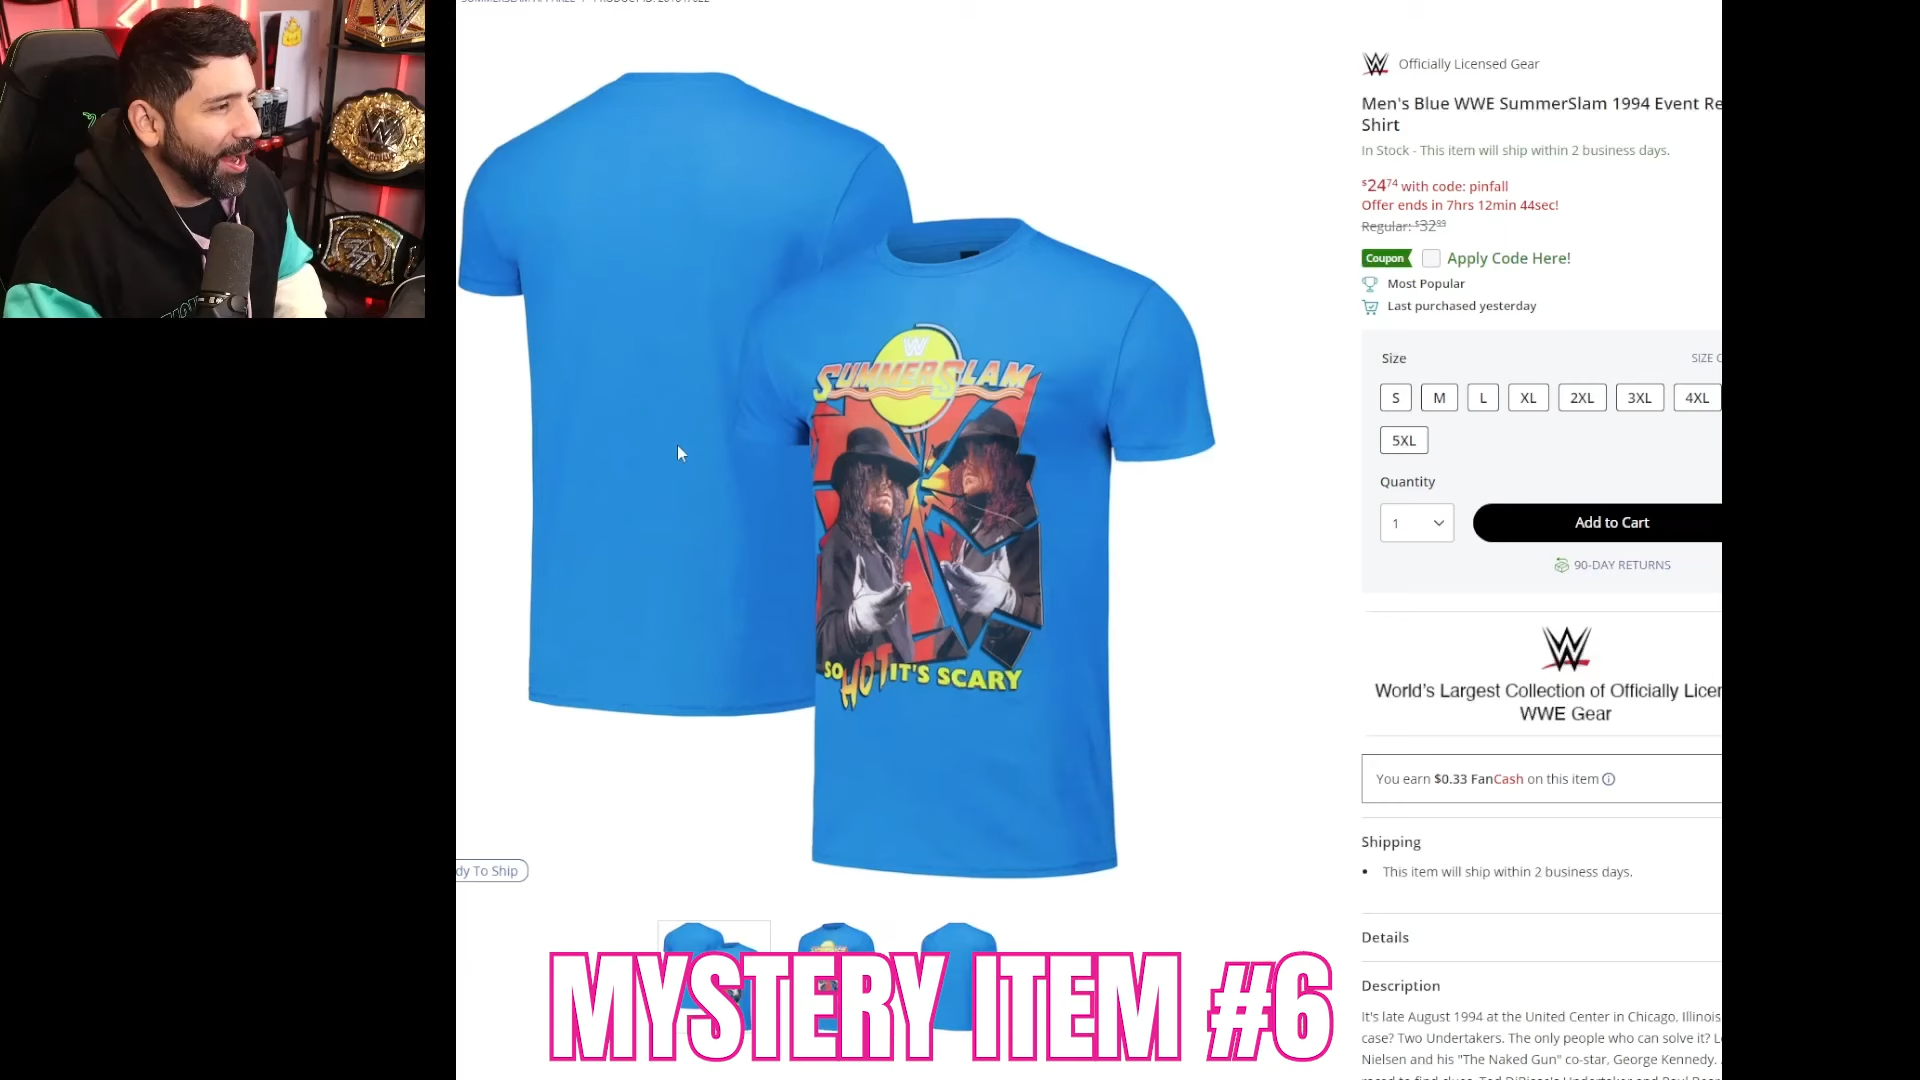 Officially Licensed Gear
Men's Blue WWE SummerSlam 1994 Event Re
Shirt
In Stock - This item will ship within 2 business days.
$24.74 with code: pinfall
Offer ends in 7hrs 12min 44sec!
Regular: $32.99
Coupon Apply Code Here!
Most Popular
Last purchased yesterday
Size
SIZE C
S M L XL 2XL 3XL 4XL
5XL
Quantity
1
Add to Cart
90-DAY RETURNS
World's Largest Collection of Officially Licen
WWE Gear
You earn $0.33 FanCash on this item
Shipping
• This item will ship within 2 business days.
Details
Description
It's late August 1994 at the United Center in Chicago, Illinois
case? Two Undertakers. The only people who can solve it? Le
Nielsen and his "The Naked Gun" co-star, George Kennedy.
SUMMERSLAM
SO HOT IT'S SCARY
dy To Ship
MYSTERY ITEM #6